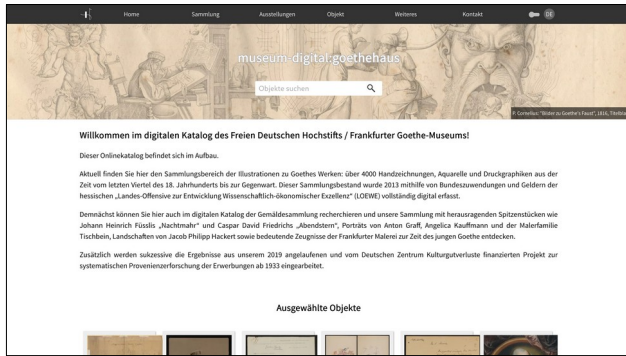 Home Sammlung Ausstellungen Objekt Weiteres Kontakt DE
museum-digital:goethehaus
Objekte suchen
P. Cornelius: "Bilder zu Goethe's Faust", 1816, Titelbla
Willkommen im digitalen Katalog des Freien Deutschen Hochstifts / Frankfurter Goethe-Museums!
Dieser Onlinekatalog befindet sich im Aufbau.
Aktuell finden Sie hier den Sammlungsbereich der Illustrationen zu Goethes Werken: über 4000 Handzeichnungen, Aquarelle und Druckgraphiken aus der
Zeit vom letzten Viertel des 18. Jahrhunderts bis zur Gegenwart. Dieser Sammlungsbestand wurde 2013 mithilfe von Bundeszuwendungen und Geldern der
hessischen „Landes-Offensive zur Entwicklung Wissenschaftlich-ökonomischer Exzellenz“ (LOEWE) vollständig digital erfasst.
Demnächst können Sie hier auch im digitalen Katalog der Gemäldesammlung recherchieren und unsere Sammlung mit herausragenden Spitzenstücken wie
Johann Heinrich Füsslis „Nachtmahr“ und Caspar David Friedrichs „Abendstern“, Porträts von Anton Graff, Angelica Kauffmann und der Malerfamilie
Tischbein, Landschaften von Jacob Philipp Hackert sowie bedeutende Zeugnisse der Frankfurter Malerei zur Zeit des jungen Goethe entdecken.
Zusätzlich werden sukzessive die Ergebnisse aus unserem 2019 angelaufenen und vom Deutschen Zentrum Kulturgutverluste finanzierten Projekt zur
systematischen Provenienzerforschung der Erwerbungen ab 1933 eingearbeitet.
Ausgewählte Objekte